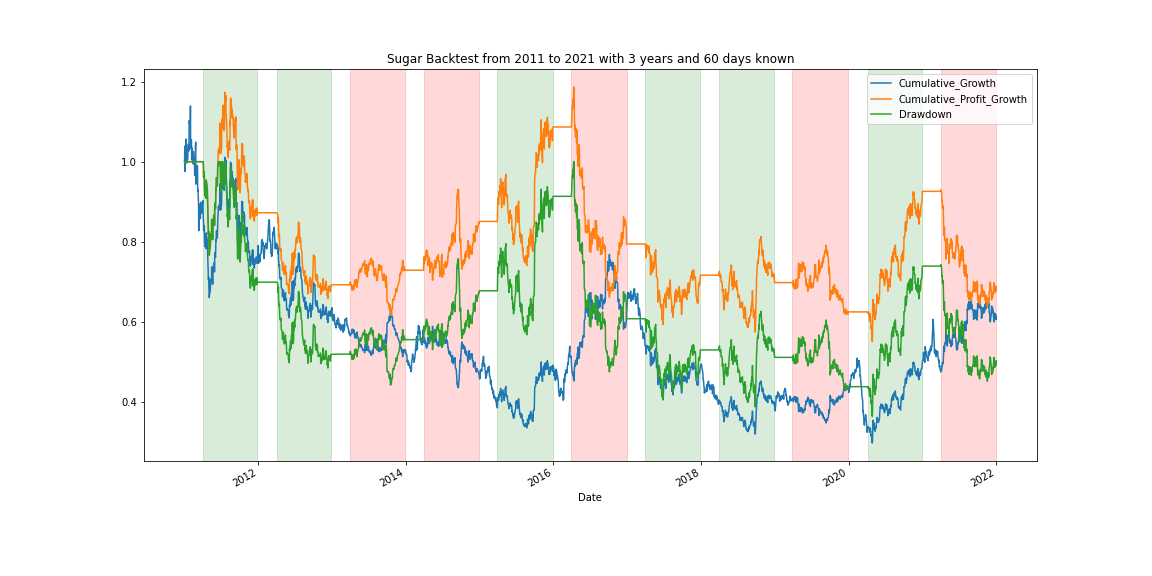 Sugar Backtest from 2011 to 2021 with 3 years and 60 days known
Cumulative_Growth
Cumulative_Profit_Growth
Drawdown
1.2
1.0
0.8
0.6
0.4
2012 2014 2016 2018 2020 2022
Date